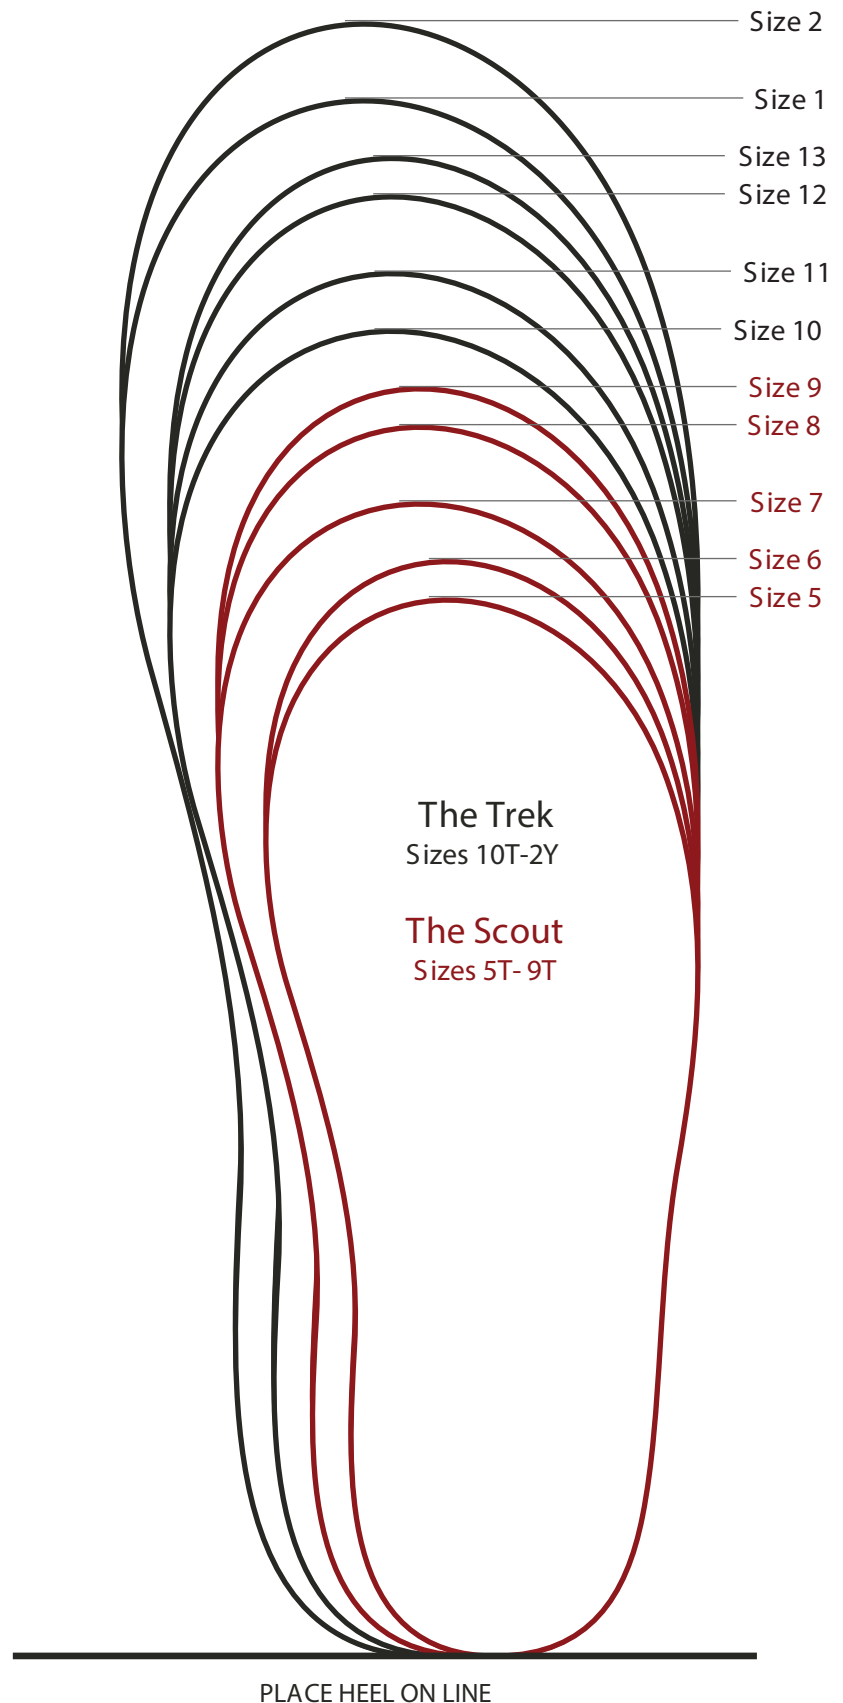 Size 2
Size 1
Size 13
Size 12
Size 11
Size 10
Size 9
Size 8
Size 7
Size 6
Size 5
The Trek
Sizes 10T-2Y
The Scout
Sizes 5T- 9T
PLACE HEEL ON LINE